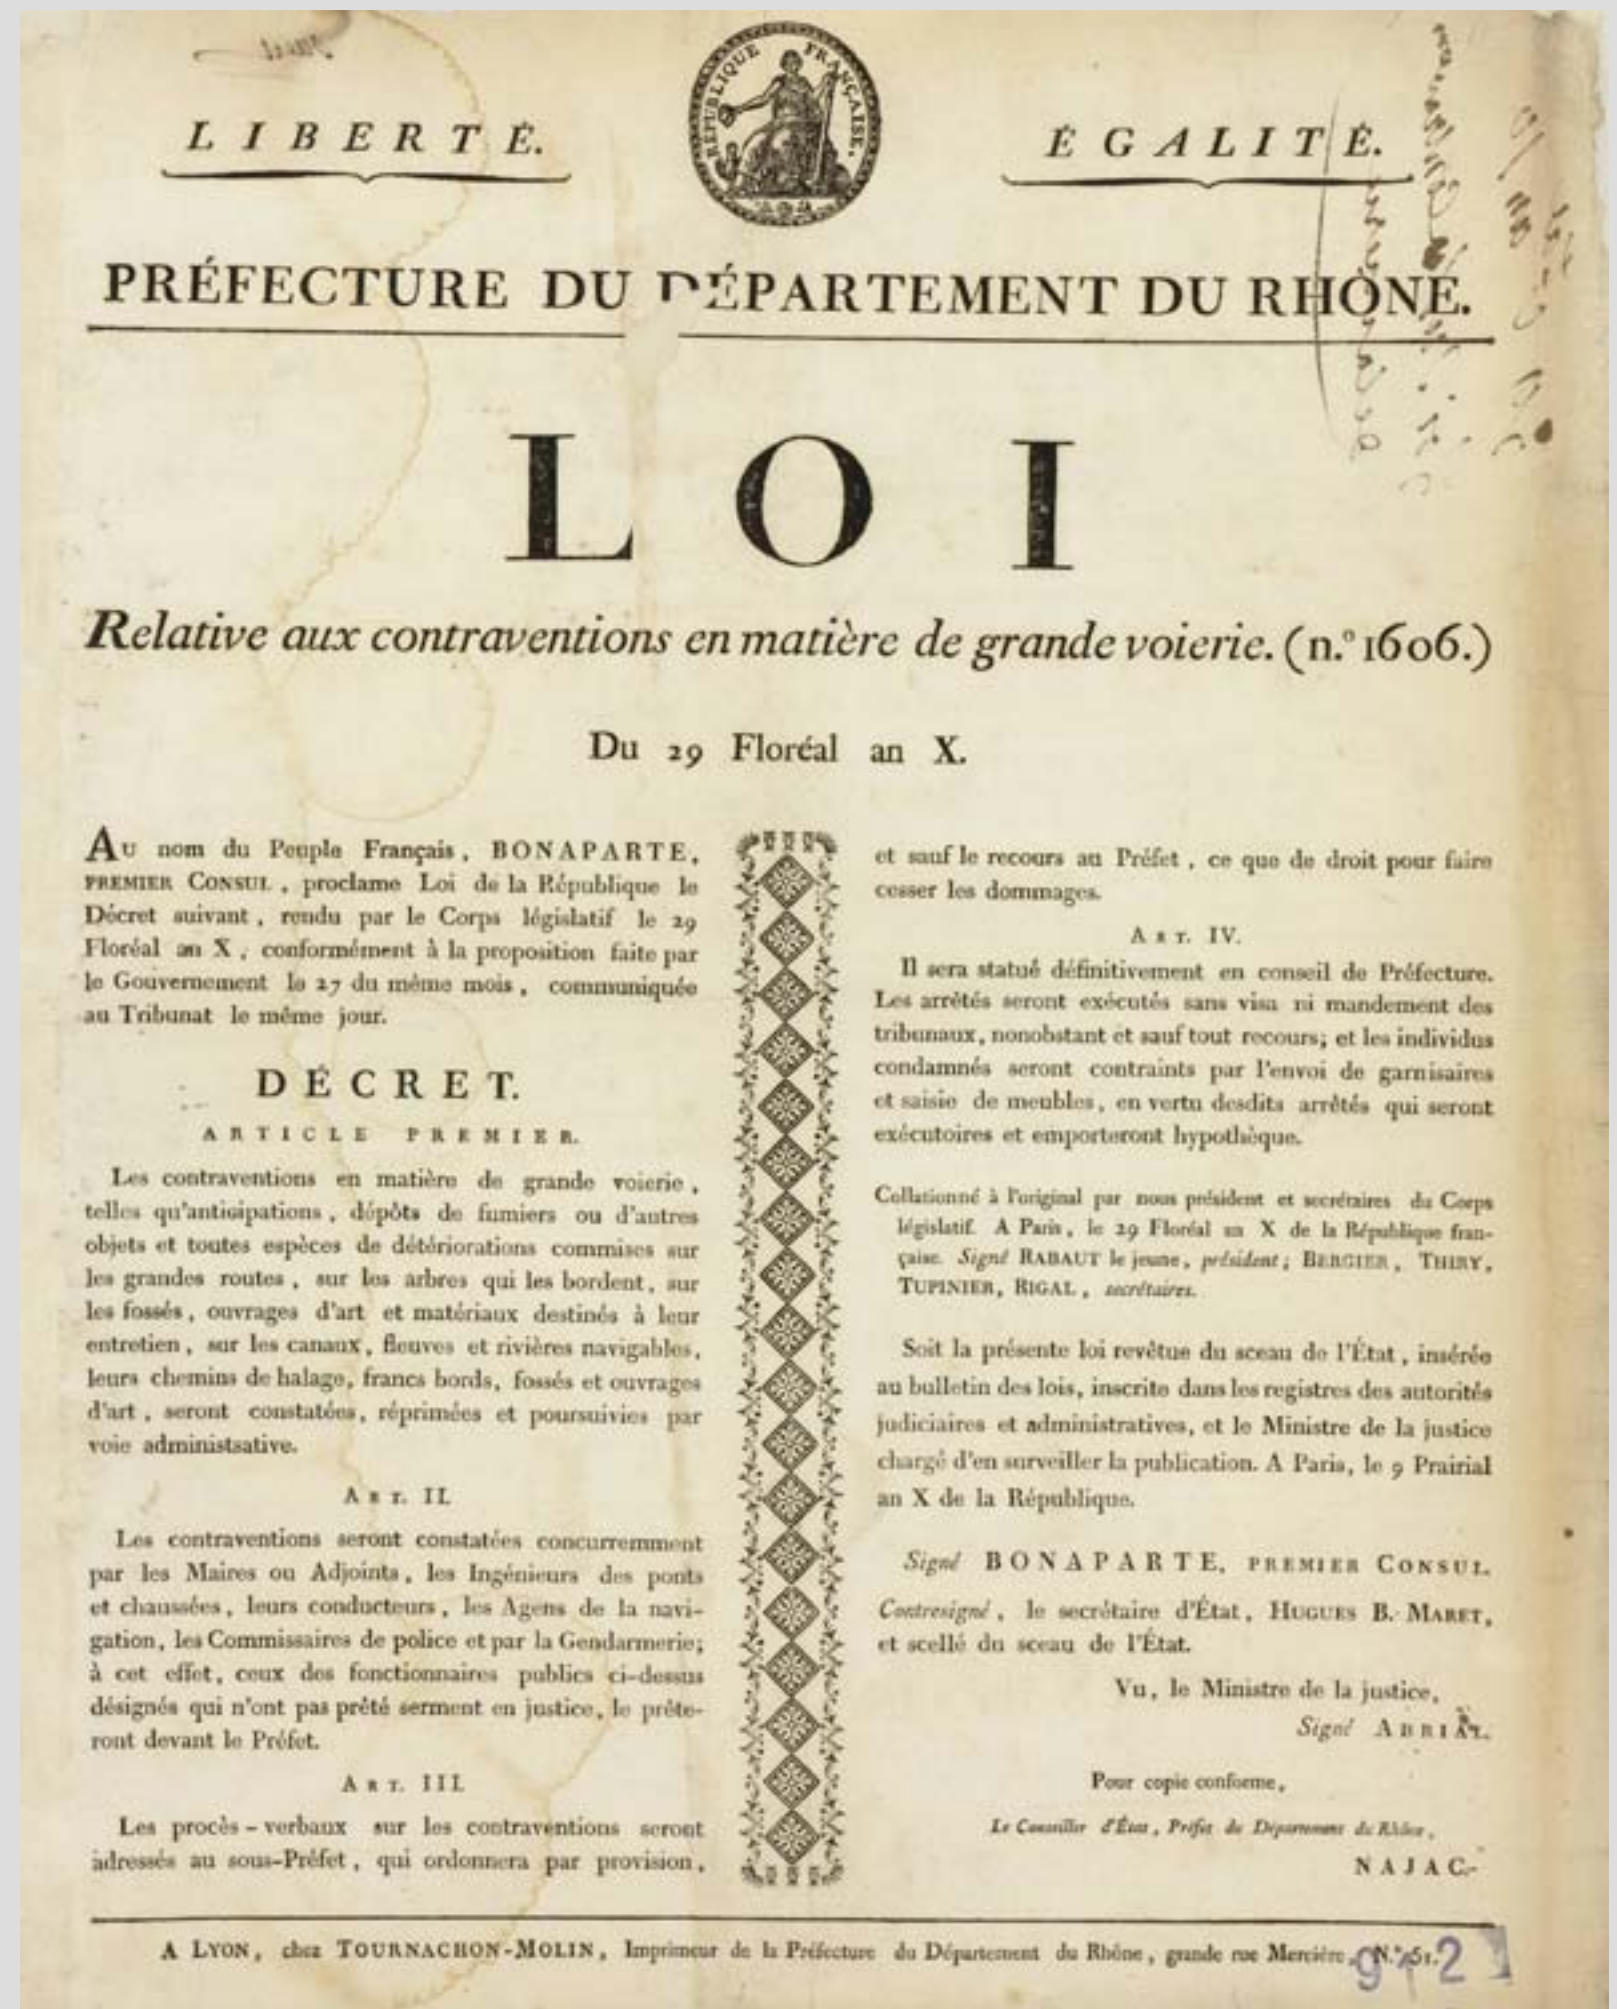 LIBERTÉ.
RÉPUBLIQUE FRANÇAISE.
ÉGALITÉ.
PRÉFECTURE DU DÉPARTEMENT DU RHÔNE.
LOI
Relative aux contraventions en matière de grande voierie. (n.º 1606.)
Du 29 Floréal an X.
AU nom du Peuple Français, BONAPARTE,
PREMIER CONSUL, proclame Loi de la République le
Décret suivant, rendu par le Corps législatif le 29
Floréal an X, conformément à la proposition faite par
le Gouvernement le 27 du même mois, communiquée
au Tribunat le même jour.
DÉCRET.
ARTICLE PREMIER.
Les contraventions en matière de grande voierie,
telles qu'anticipations, dépôts de fumiers ou d'autres
objets et toutes espèces de détériorations commises sur
les grandes routes, sur les arbres qui les bordent, sur
les fossés, ouvrages d'art et matériaux destinés à leur
entretien, sur les canaux, fleuves et rivières navigables,
leurs chemins de halage, francs bords, fossés et ouvrages
d'art, seront constatées, réprimées et poursuivies par
voie administsative.
ART. II.
Les contraventions seront constatées concurremment
par les Maires ou Adjoints, les Ingénieurs des ponts
et chaussées, leurs conducteurs, les Agens de la navi-
gation, les Commissaires de police et par la Gendarmerie;
à cet effet, ceux des fonctionnaires publics ci-dessus
désignés qui n'ont pas prêté serment en justice, le prête-
ront devant le Préfet.
ART. III.
Les procès-verbaux sur les contraventions seront
adressés au sous-Préfet, qui ordonnera par provision,
et sauf le recours au Préfet, ce que de droit pour faire
cesser les dommages.
ART. IV.
Il sera statué définitivement en conseil de Préfecture.
Les arrêtés seront exécutés sans visa ni mandement des
tribunaux, nonobstant et sauf tout recours; et les individus
condamnés seront contraints par l'envoi de garnisaires
et saisie de meubles, en vertu desdits arrêtés qui seront
exécutoires et emporteront hypothèque.
Collationné à l'original par nous président et secrétaires du Corps
législatif. A Paris, le 29 Floréal an X de la République fran-
çaise. Signé RABAUT le jeune, président; BERGIER, THIRY,
TUPINIER, RIGAL, secrétaires.
Soit la présente loi revêtue du sceau de l'État, insérée
au bulletin des lois, inscrite dans les registres des autorités
judiciaires et administratives, et le Ministre de la justice
chargé d'en surveiller la publication. A Paris, le 9 Prairial
an X de la République.
Signé BONAPARTE, PREMIER CONSUL.
Contresigné, le secrétaire d'État, HUGUES B. MARET,
et scellé du sceau de l'État.
Vu, le Ministre de la justice,
Signé ABRIAL.
Pour copie conforme,
Le Conseiller d'État, Préfet du Département du Rhône,
NAJAC.
A LYON, chez TOURNACHON-MOLIN, Imprimeur de la Préfecture du Département du Rhône, grande rue Mercière, N.º